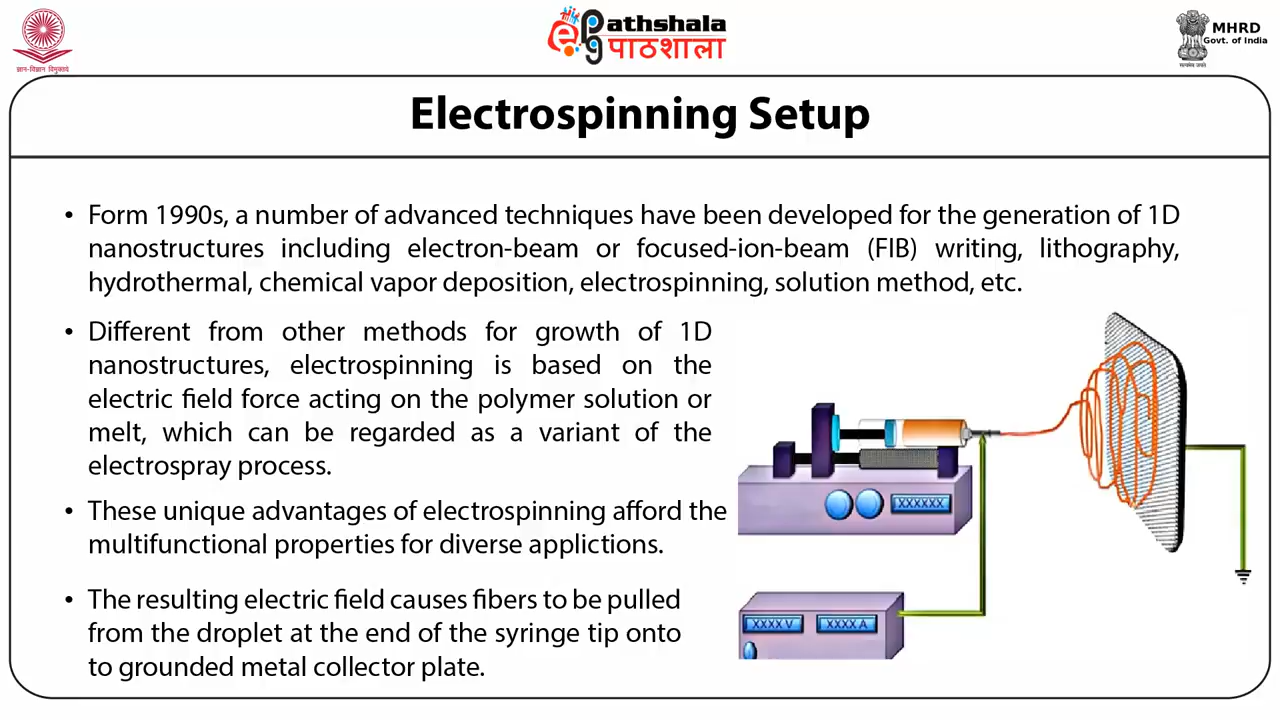 ज्ञान-विज्ञान विमुक्तये
epathshala
पाठशाला
MHRD
Govt. of India
सत्यमेव जयते
Electrospinning Setup
• Form 1990s, a number of advanced techniques have been developed for the generation of 1D
nanostructures including electron-beam or focused-ion-beam (FIB) writing, lithography,
hydrothermal, chemical vapor deposition, electrospinning, solution method, etc.
• Different from other methods for growth of 1D
nanostructures, electrospinning is based on the
electric field force acting on the polymer solution or
melt, which can be regarded as a variant of the
electrospray process.
• These unique advantages of electrospinning afford the
multifunctional properties for diverse applictions.
• The resulting electric field causes fibers to be pulled
from the droplet at the end of the syringe tip onto
to grounded metal collector plate.
XXXXXX
XXXX V
XXXX A